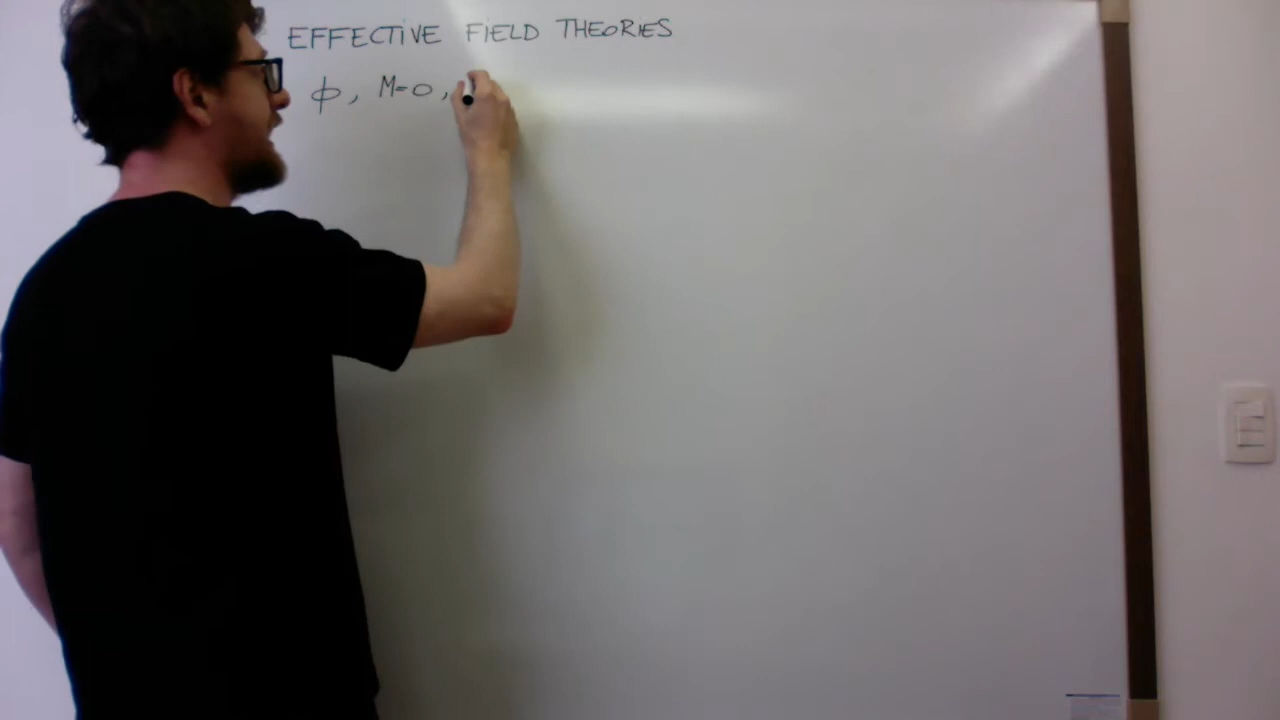 EFFECTIVE FIELD THEORIES
ϕ, M=0,